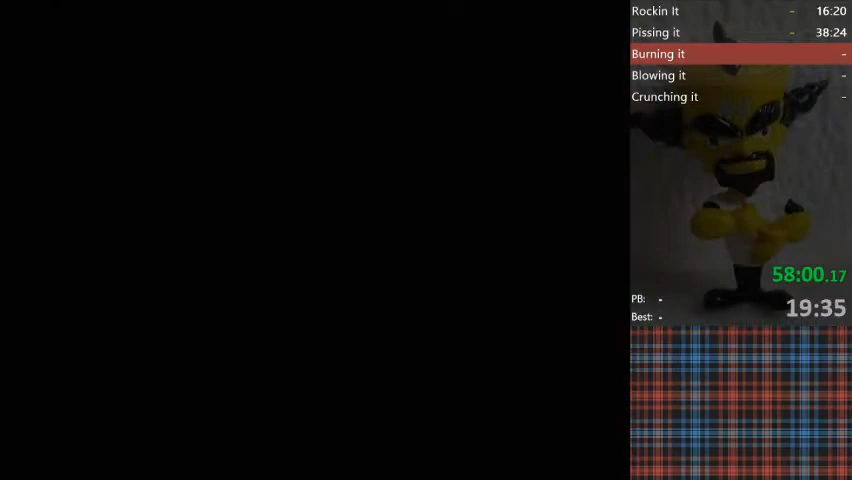 Rockin It - 16:20
Pissing it - 38:24
Burning it -
Blowing it -
Crunching it -
58:00.17
PB: - 19:35
Best: -